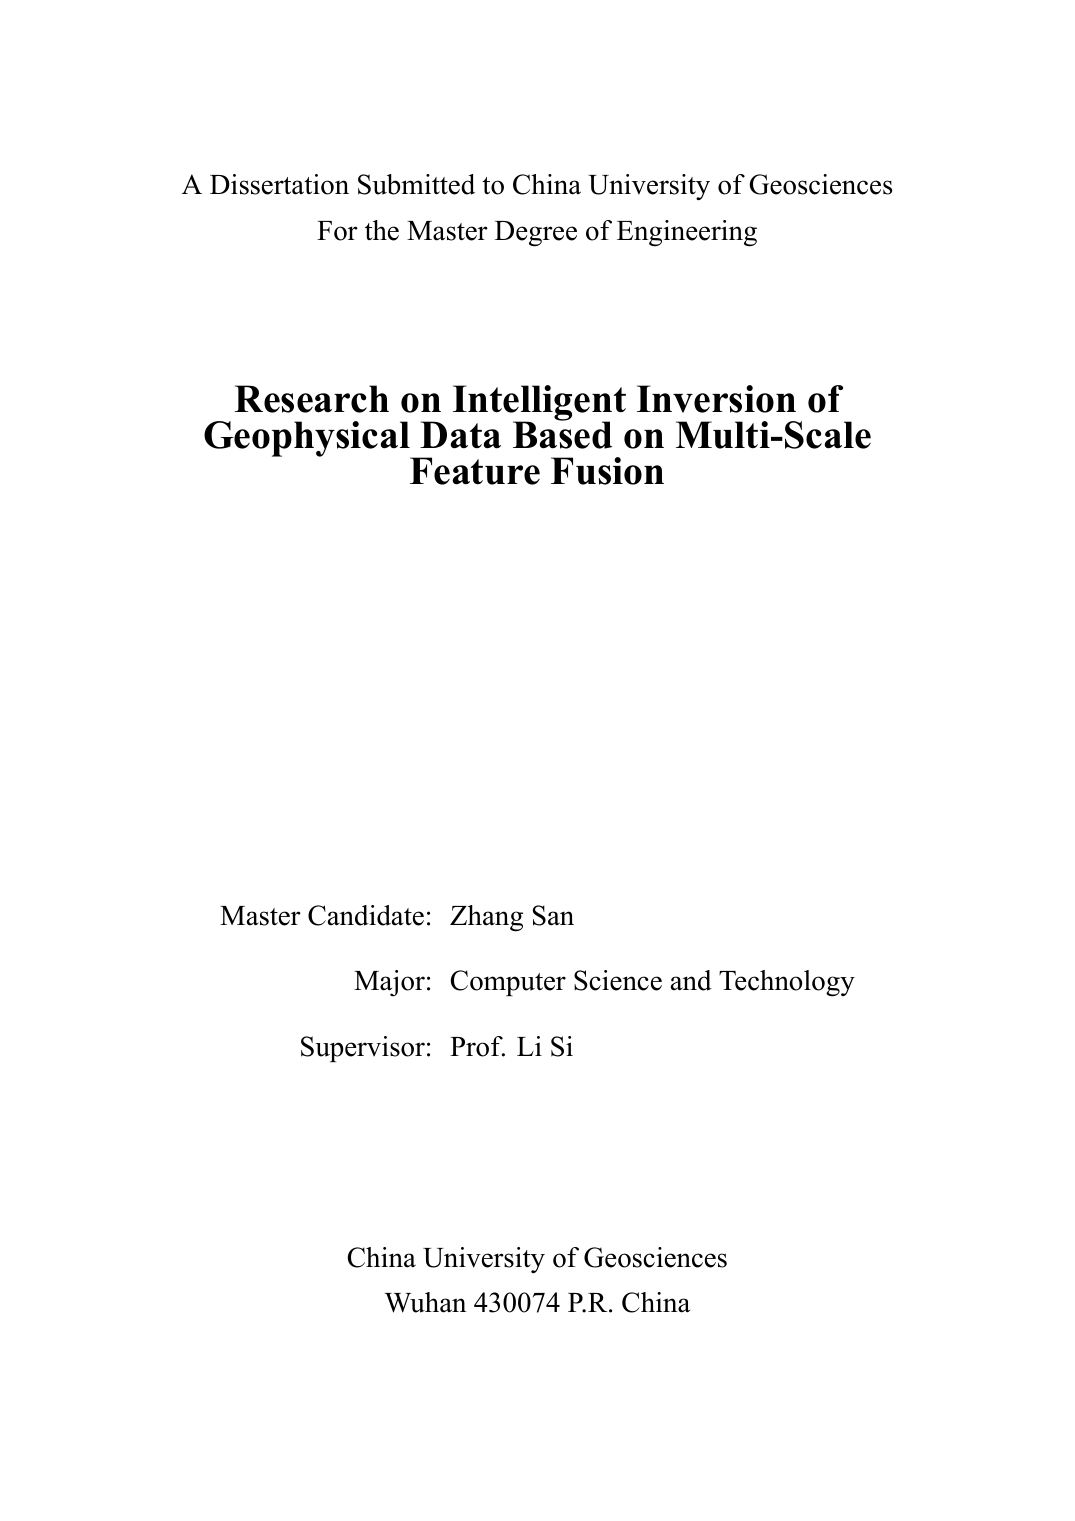 A Dissertation Submitted to China University of Geosciences
For the Master Degree of Engineering
Research on Intelligent Inversion of
Geophysical Data Based on Multi-Scale
Feature Fusion
Master Candidate: Zhang San
Major: Computer Science and Technology
Supervisor: Prof. Li Si
China University of Geosciences
Wuhan 430074 P.R. China